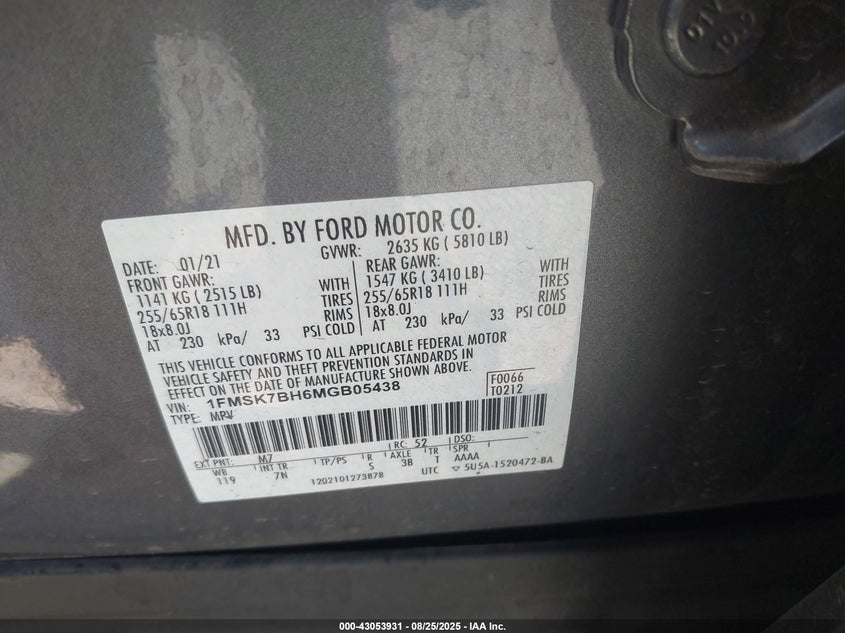 OTV
1099
MFD. BY FORD MOTOR CO.
DATE: 01/21 GVWR: 2635 KG ( 5810 LB)
FRONT GAWR: REAR GAWR:
1141 KG ( 2515 LB) WITH 1547 KG ( 3410 LB) WITH
255/65R18 111H TIRES 255/65R18 111H TIRES
18x8.0J RIMS 18x8.0J RIMS
AT 230 kPa/ 33 PSI COLD AT 230 kPa/ 33 PSI COLD
THIS VEHICLE CONFORMS TO ALL APPLICABLE FEDERAL MOTOR
VEHICLE SAFETY AND THEFT PREVENTION STANDARDS IN
EFFECT ON THE DATE OF MANUFACTURE SHOWN ABOVE.
VIN: 1FMSK7BH6MGB05438 F0066
TYPE: MPV T0212
EXT PNT: M7 RC: 52 DSO:
WB INT TR TP/PS R AXLE TR SPR
119 7N S 3B T AAAA
1202101273878 UTC 5U5A-1520472-BA
000-43053931 - 08/25/2025 - IAA Inc.